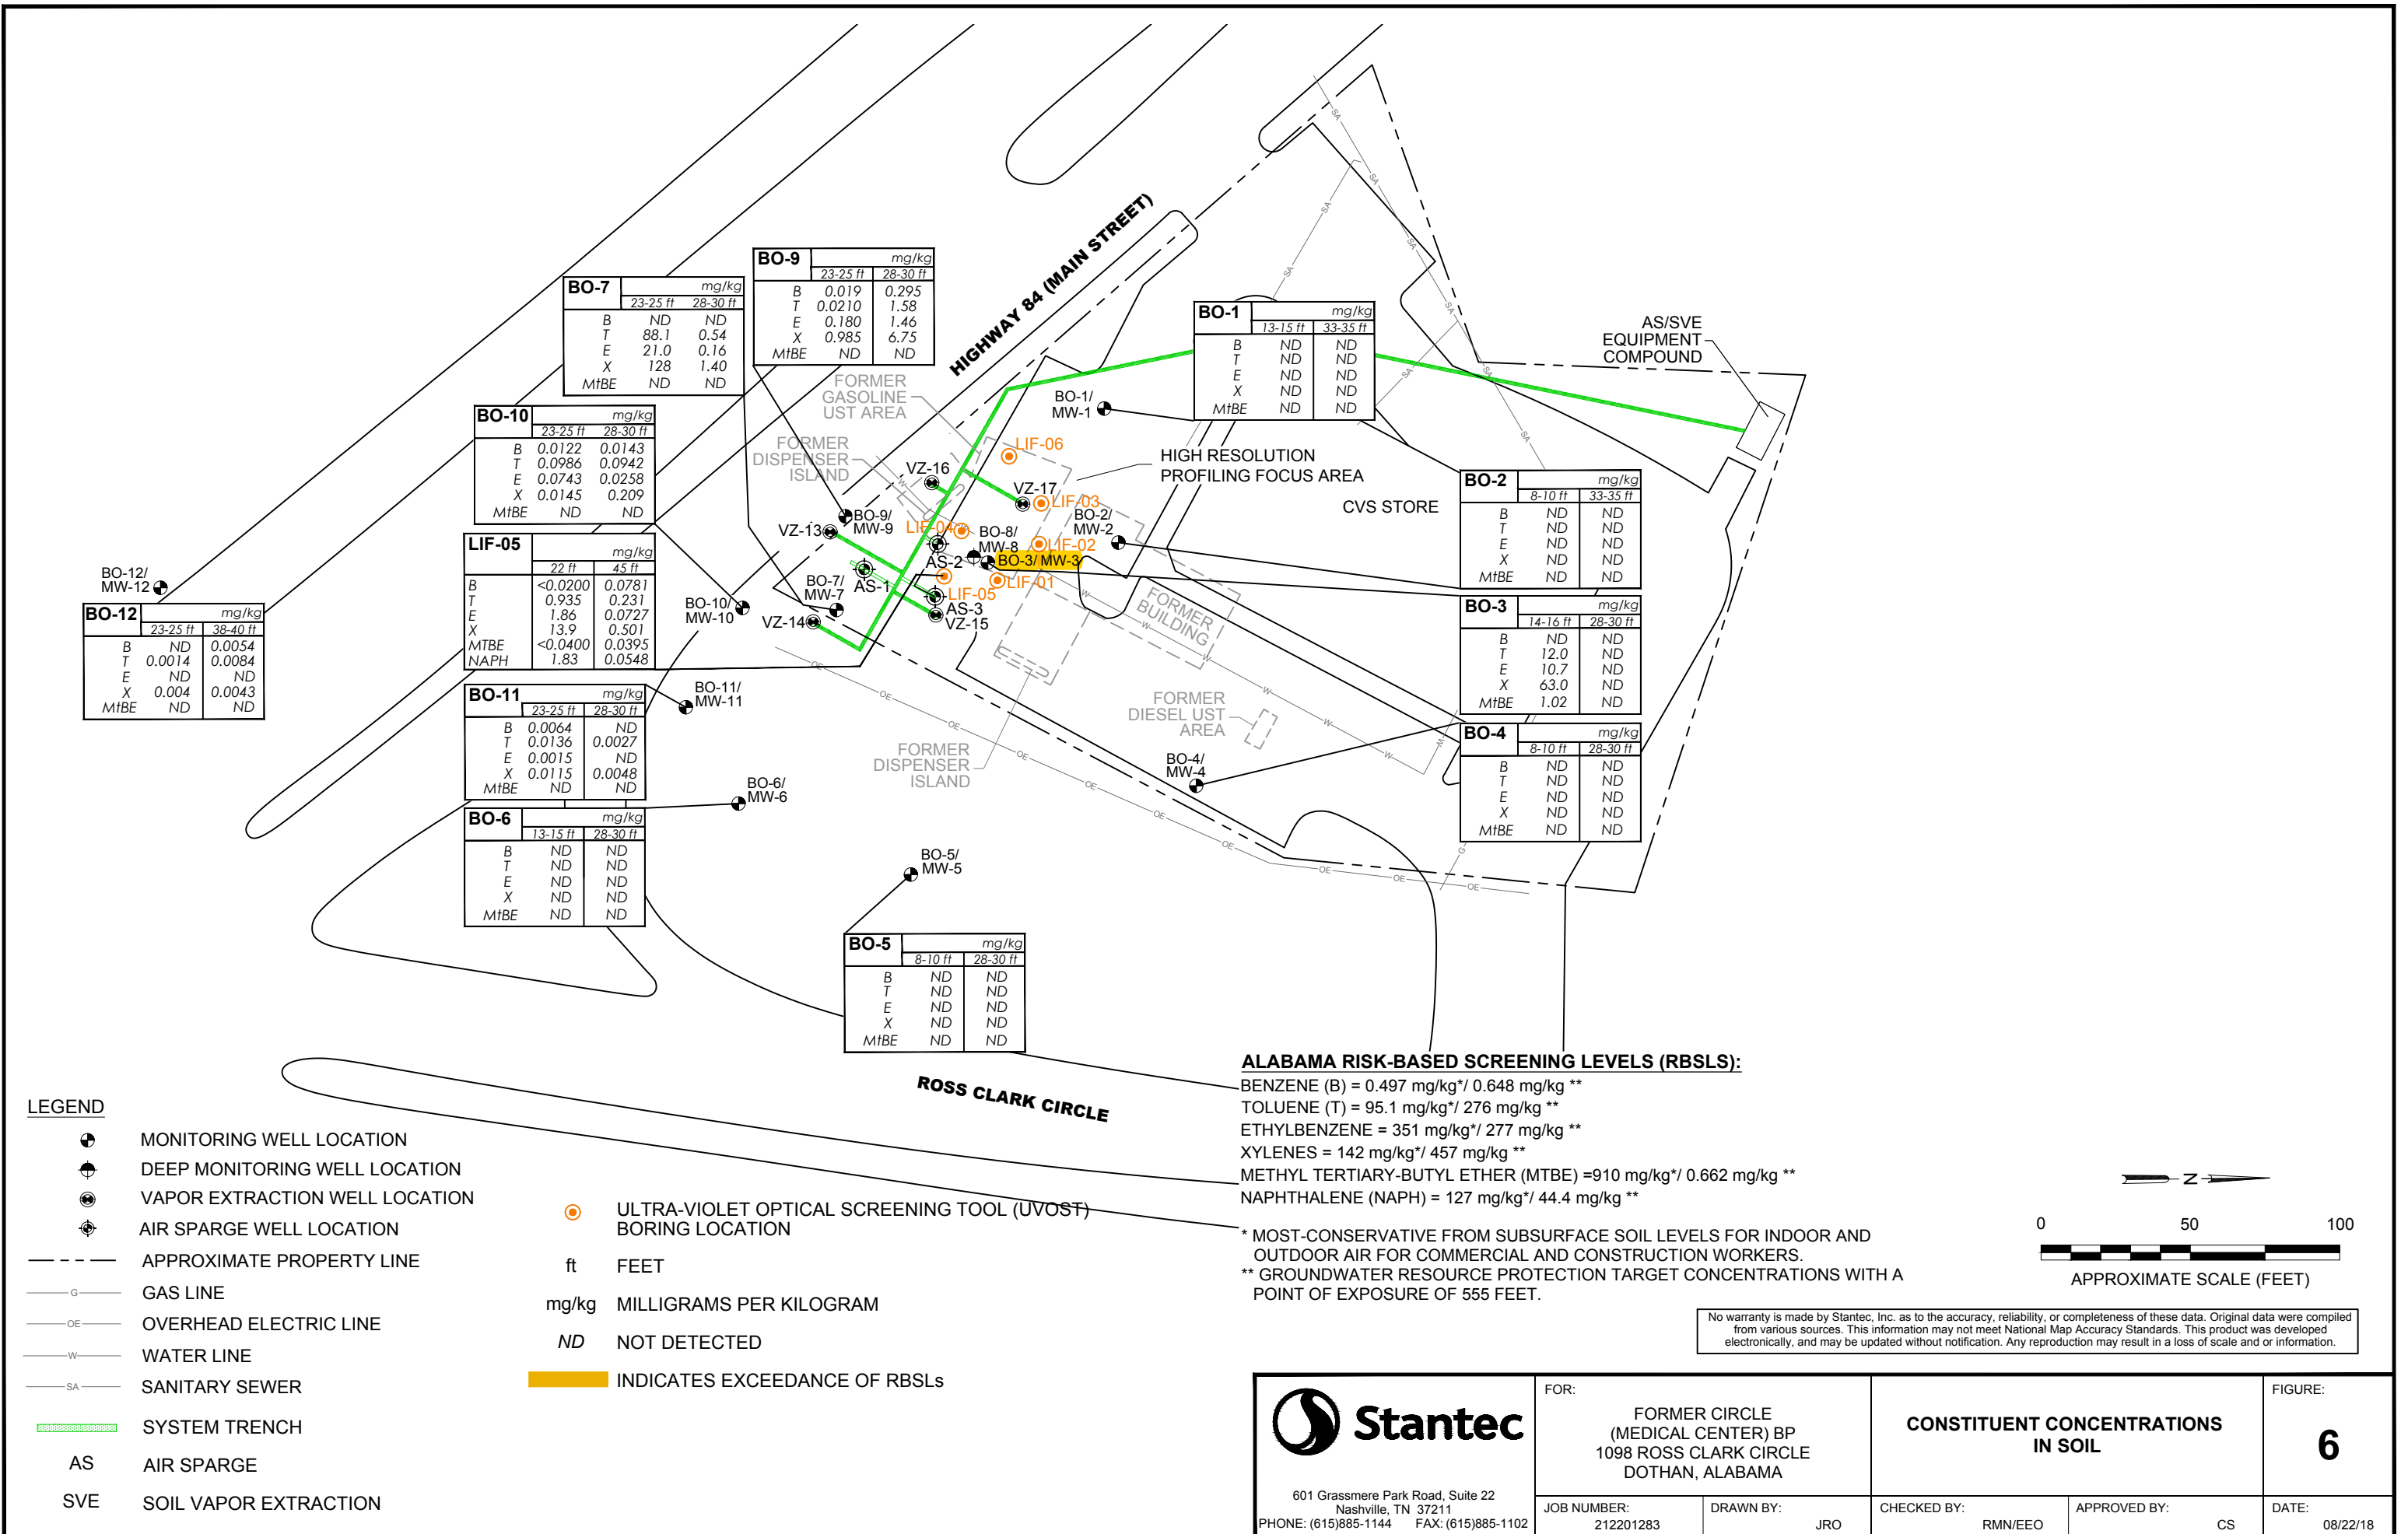 HIGHWAY 84 (MAIN STREET)
BO-9 mg/kg
23-25 ft 28-30 ft
B 0.019 0.295
T 0.0210 1.58
E 0.180 1.46
X 0.985 6.75
MtBE ND ND
BO-7 mg/kg
23-25 ft 28-30 ft
B ND ND
T 88.1 0.54
E 21.0 0.16
X 128 1.40
MtBE ND ND
BO-1 mg/kg
13-15 ft 33-35 ft
B ND ND
T ND ND
E ND ND
X ND ND
MtBE ND ND
AS/SVE
EQUIPMENT
COMPOUND
BO-10 mg/kg
23-25 ft 28-30 ft
B 0.0122 0.0143
T 0.0986 0.0942
E 0.0743 0.0258
X 0.0145 0.209
MtBE ND ND
FORMER
GASOLINE
UST AREA
FORMER
DISPENSER
ISLAND
BO-1/
MW-1
LIF-06
HIGH RESOLUTION
PROFILING FOCUS AREA
CVS STORE
VZ-16
VZ-17
LIF-03
BO-2/
MW-2
BO-9/
MW-9
VZ-13
LIF-04
BO-8/
MW-8
LIF-02
AS-2
BO-3/ MW-3
LIF-01
AS-1
LIF-05
AS-3
VZ-15
BO-7/
MW-7
VZ-14
BO-10/
MW-10
BO-2 mg/kg
8-10 ft 33-35 ft
B ND ND
T ND ND
E ND ND
X ND ND
MtBE ND ND
LIF-05 mg/kg
22 ft 45 ft
B <0.0200 0.0781
T 0.935 0.231
E 1.86 0.0727
X 13.9 0.501
MTBE <0.0400 0.0395
NAPH 1.83 0.0548
BO-12/
MW-12
BO-12 mg/kg
23-25 ft 38-40 ft
B ND 0.0054
T 0.0014 0.0084
E ND ND
X 0.004 0.0043
MtBE ND ND
FORMER
BUILDING
BO-3 mg/kg
14-16 ft 28-30 ft
B ND ND
T 12.0 ND
E 10.7 ND
X 63.0 ND
MtBE 1.02 ND
BO-11 mg/kg
23-25 ft 28-30 ft
B 0.0064 ND
T 0.0136 0.0027
E 0.0015 ND
X 0.0115 0.0048
MtBE ND ND
BO-11/
MW-11
FORMER
DIESEL UST
AREA
FORMER
DISPENSER
ISLAND
BO-4/
MW-4
BO-4 mg/kg
8-10 ft 28-30 ft
B ND ND
T ND ND
E ND ND
X ND ND
MtBE ND ND
BO-6/
MW-6
BO-6 mg/kg
13-15 ft 28-30 ft
B ND ND
T ND ND
E ND ND
X ND ND
MtBE ND ND
BO-5/
MW-5
BO-5 mg/kg
8-10 ft 28-30 ft
B ND ND
T ND ND
E ND ND
X ND ND
MtBE ND ND
SA
SA
SA
SA
SA
SA
SA
SA
SA
SA
W
W
W
W
W
W
W
OE
OE
OE
OE
OE
OE
OE
OE
OE
OE
G
ROSS CLARK CIRCLE
ALABAMA RISK-BASED SCREENING LEVELS (RBSLS):
BENZENE (B) = 0.497 mg/kg*/ 0.648 mg/kg **
TOLUENE (T) = 95.1 mg/kg*/ 276 mg/kg **
ETHYLBENZENE = 351 mg/kg*/ 277 mg/kg **
XYLENES = 142 mg/kg*/ 457 mg/kg **
METHYL TERTIARY-BUTYL ETHER (MTBE) =910 mg/kg*/ 0.662 mg/kg **
NAPHTHALENE (NAPH) = 127 mg/kg*/ 44.4 mg/kg **
* MOST-CONSERVATIVE FROM SUBSURFACE SOIL LEVELS FOR INDOOR AND
OUTDOOR AIR FOR COMMERCIAL AND CONSTRUCTION WORKERS.
** GROUNDWATER RESOURCE PROTECTION TARGET CONCENTRATIONS WITH A
POINT OF EXPOSURE OF 555 FEET.
LEGEND
MONITORING WELL LOCATION
DEEP MONITORING WELL LOCATION
VAPOR EXTRACTION WELL LOCATION
AIR SPARGE WELL LOCATION
APPROXIMATE PROPERTY LINE
G GAS LINE
OE OVERHEAD ELECTRIC LINE
W WATER LINE
SA SANITARY SEWER
SYSTEM TRENCH
AS AIR SPARGE
SVE SOIL VAPOR EXTRACTION
ULTRA-VIOLET OPTICAL SCREENING TOOL (UVOST)
BORING LOCATION
ft FEET
mg/kg MILLIGRAMS PER KILOGRAM
ND NOT DETECTED
INDICATES EXCEEDANCE OF RBSLs
N
0 50 100
APPROXIMATE SCALE (FEET)
No warranty is made by Stantec, Inc. as to the accuracy, reliability, or completeness of these data. Original data were compiled
from various sources. This information may not meet National Map Accuracy Standards. This product was developed
electronically, and may be updated without notification. Any reproduction may result in a loss of scale and or information.
Stantec
601 Grassmere Park Road, Suite 22
Nashville, TN 37211
PHONE: (615)885-1144 FAX: (615)885-1102
FOR:
FORMER CIRCLE
(MEDICAL CENTER) BP
1098 ROSS CLARK CIRCLE
DOTHAN, ALABAMA
CONSTITUENT CONCENTRATIONS
IN SOIL
FIGURE:
6
JOB NUMBER:
212201283
DRAWN BY:
JRO
CHECKED BY:
RMN/EEO
APPROVED BY:
CS
DATE:
08/22/18